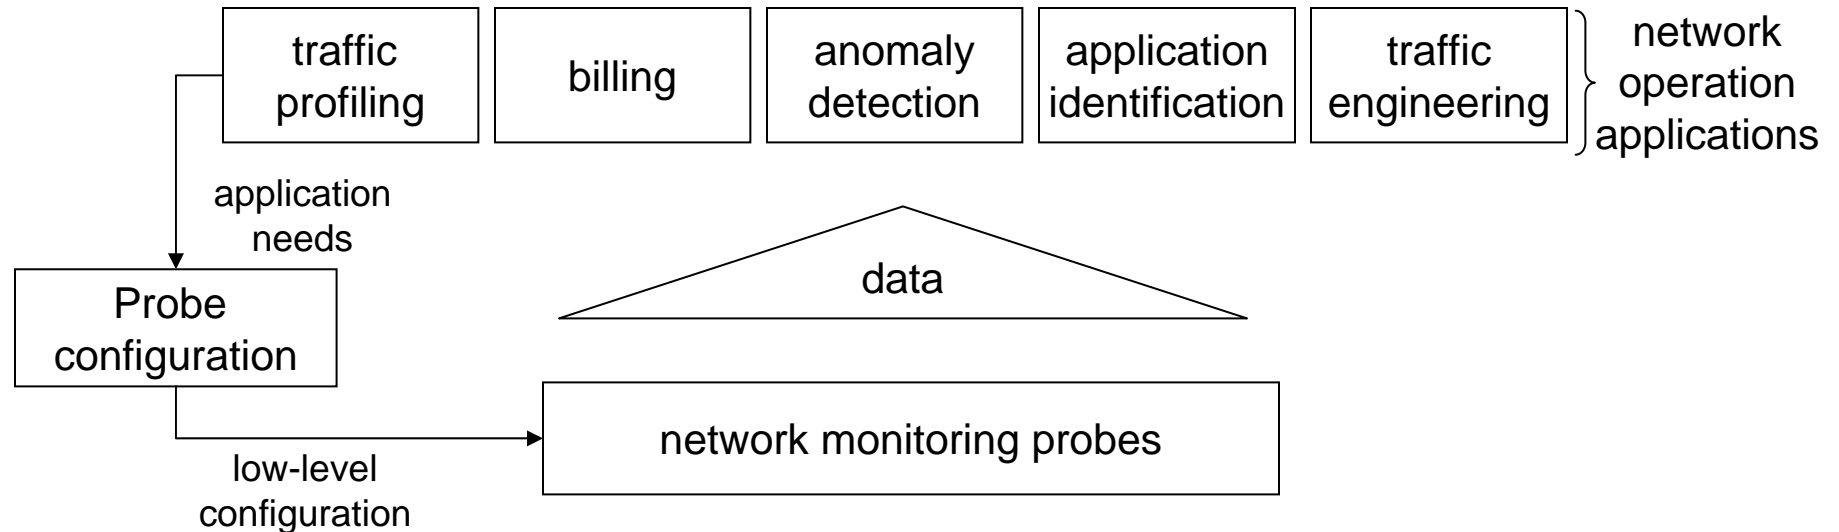 traffic
profiling
billing
anomaly
detection
application
identification
traffic
engineering
network
operation
applications
application
needs
data
Probe
configuration
network monitoring probes
low-level
configuration